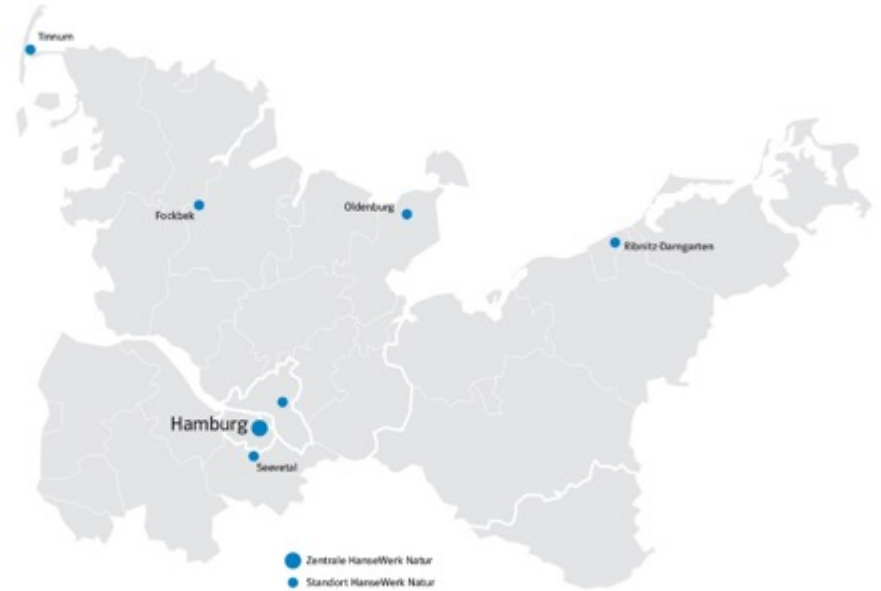 Tinnum
Fockbek
Oldenburg
Ribnitz-Damgarten
Hamburg
Seevetal
Zentrale HanseWerk Natur
Standort HanseWerk Natur